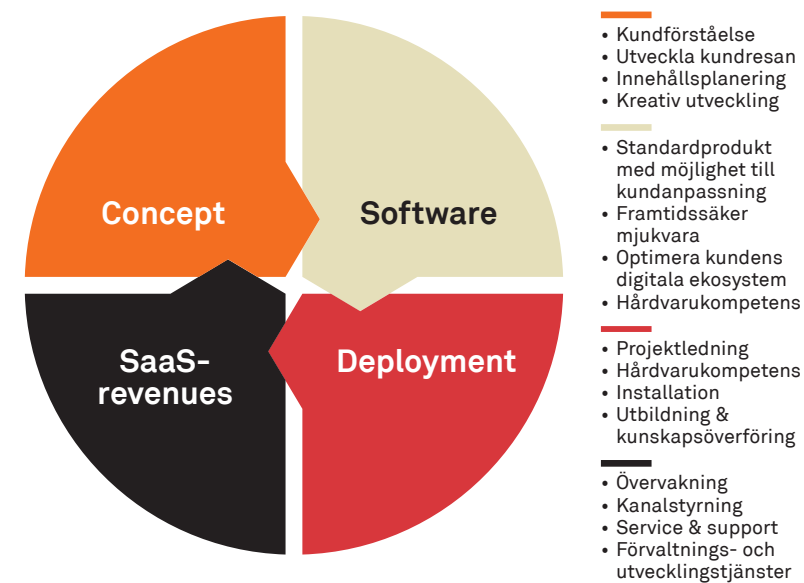 Concept
Software
SaaS-
revenues
Deployment
• Kundförståelse
• Utveckla kundresan
• Innehållsplanering
• Kreativ utveckling
• Standardprodukt
med möjlighet till
kundanpassning
• Framtidssäker
mjukvara
• Optimera kundens
digitala ekosystem
• Hårdvarukompetens
• Projektledning
• Hårdvarukompetens
• Installation
• Utbildning &
kunskapsöverföring
• Övervakning
• Kanalstyrning
• Service & support
• Förvaltnings- och
utvecklingstjänster